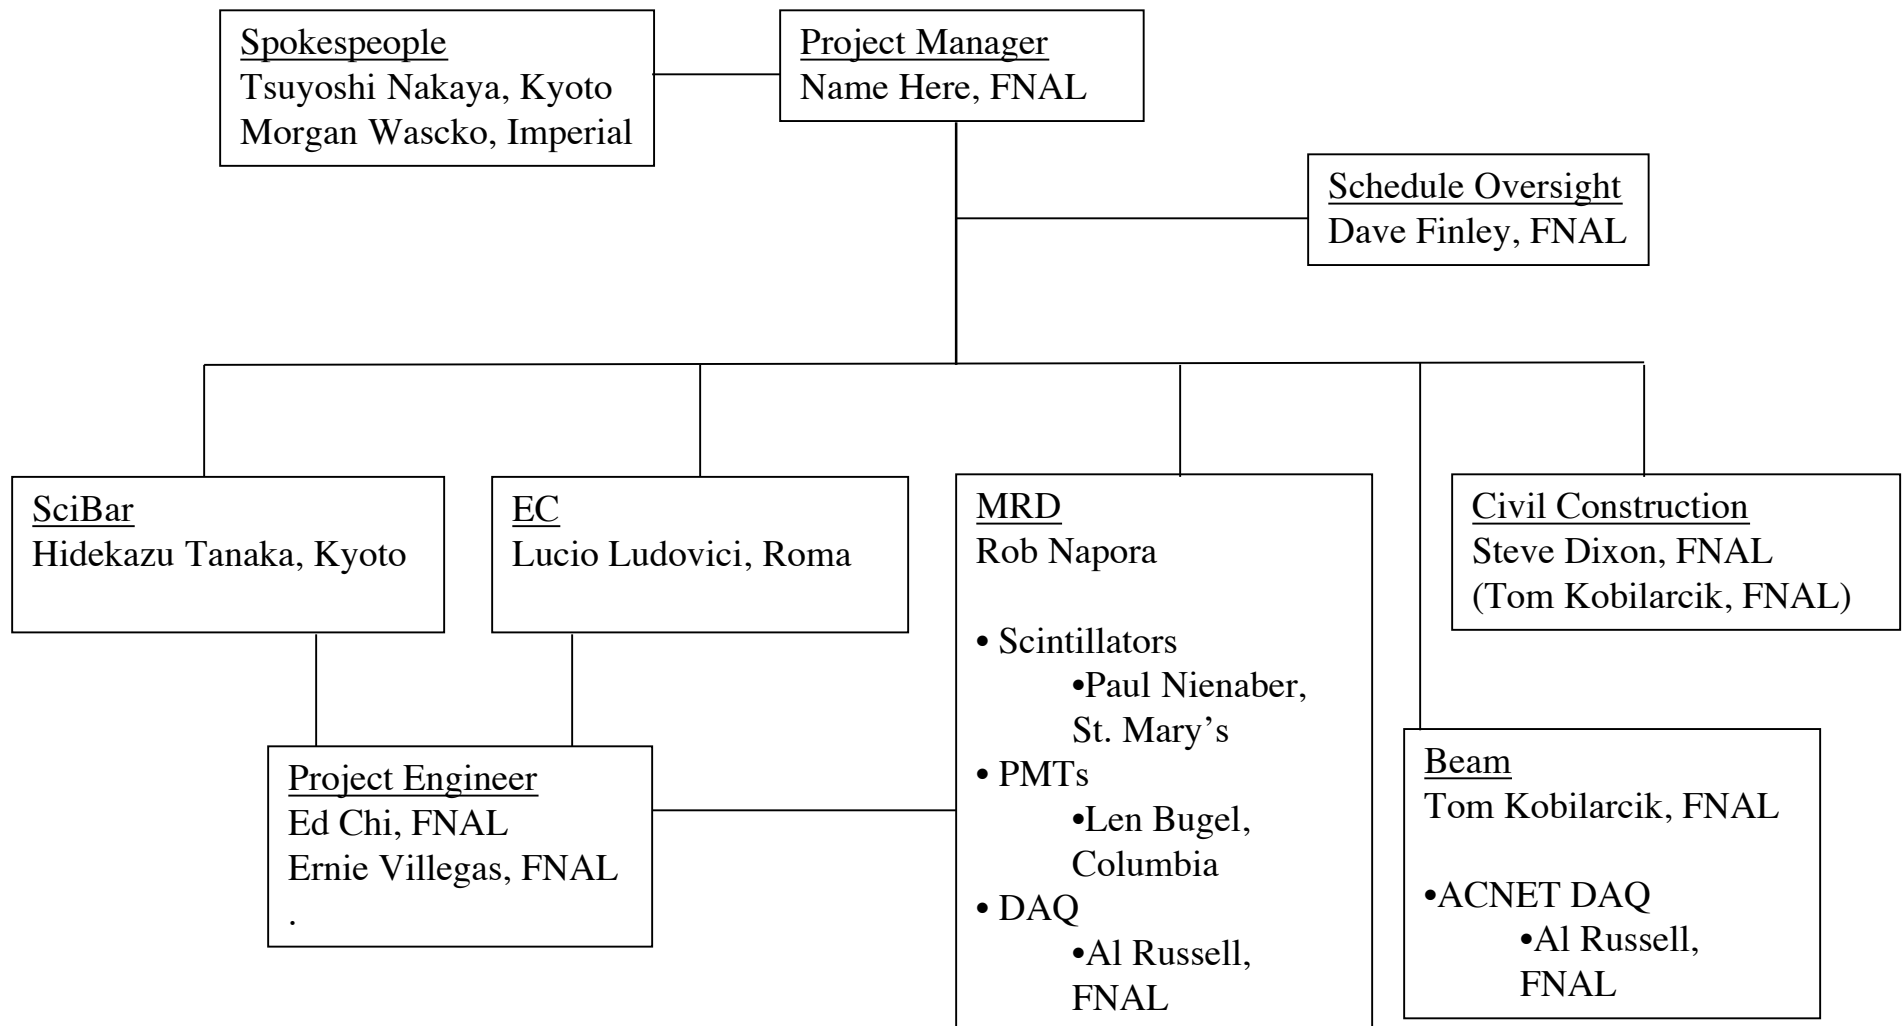 Spokespeople
Tsuyoshi Nakaya, Kyoto
Morgan Wascko, Imperial
Project Manager
Name Here, FNAL
Schedule Oversight
Dave Finley, FNAL
SciBar
Hidekazu Tanaka, Kyoto
EC
Lucio Ludovici, Roma
MRD
Rob Napora
• Scintillators
•Paul Nienaber,
St. Mary’s
• PMTs
•Len Bugel,
Columbia
• DAQ
•Al Russell,
FNAL
Civil Construction
Steve Dixon, FNAL
(Tom Kobilarcik, FNAL)
Project Engineer
Ed Chi, FNAL
Ernie Villegas, FNAL
.
Beam
Tom Kobilarcik, FNAL
•ACNET DAQ
•Al Russell,
FNAL